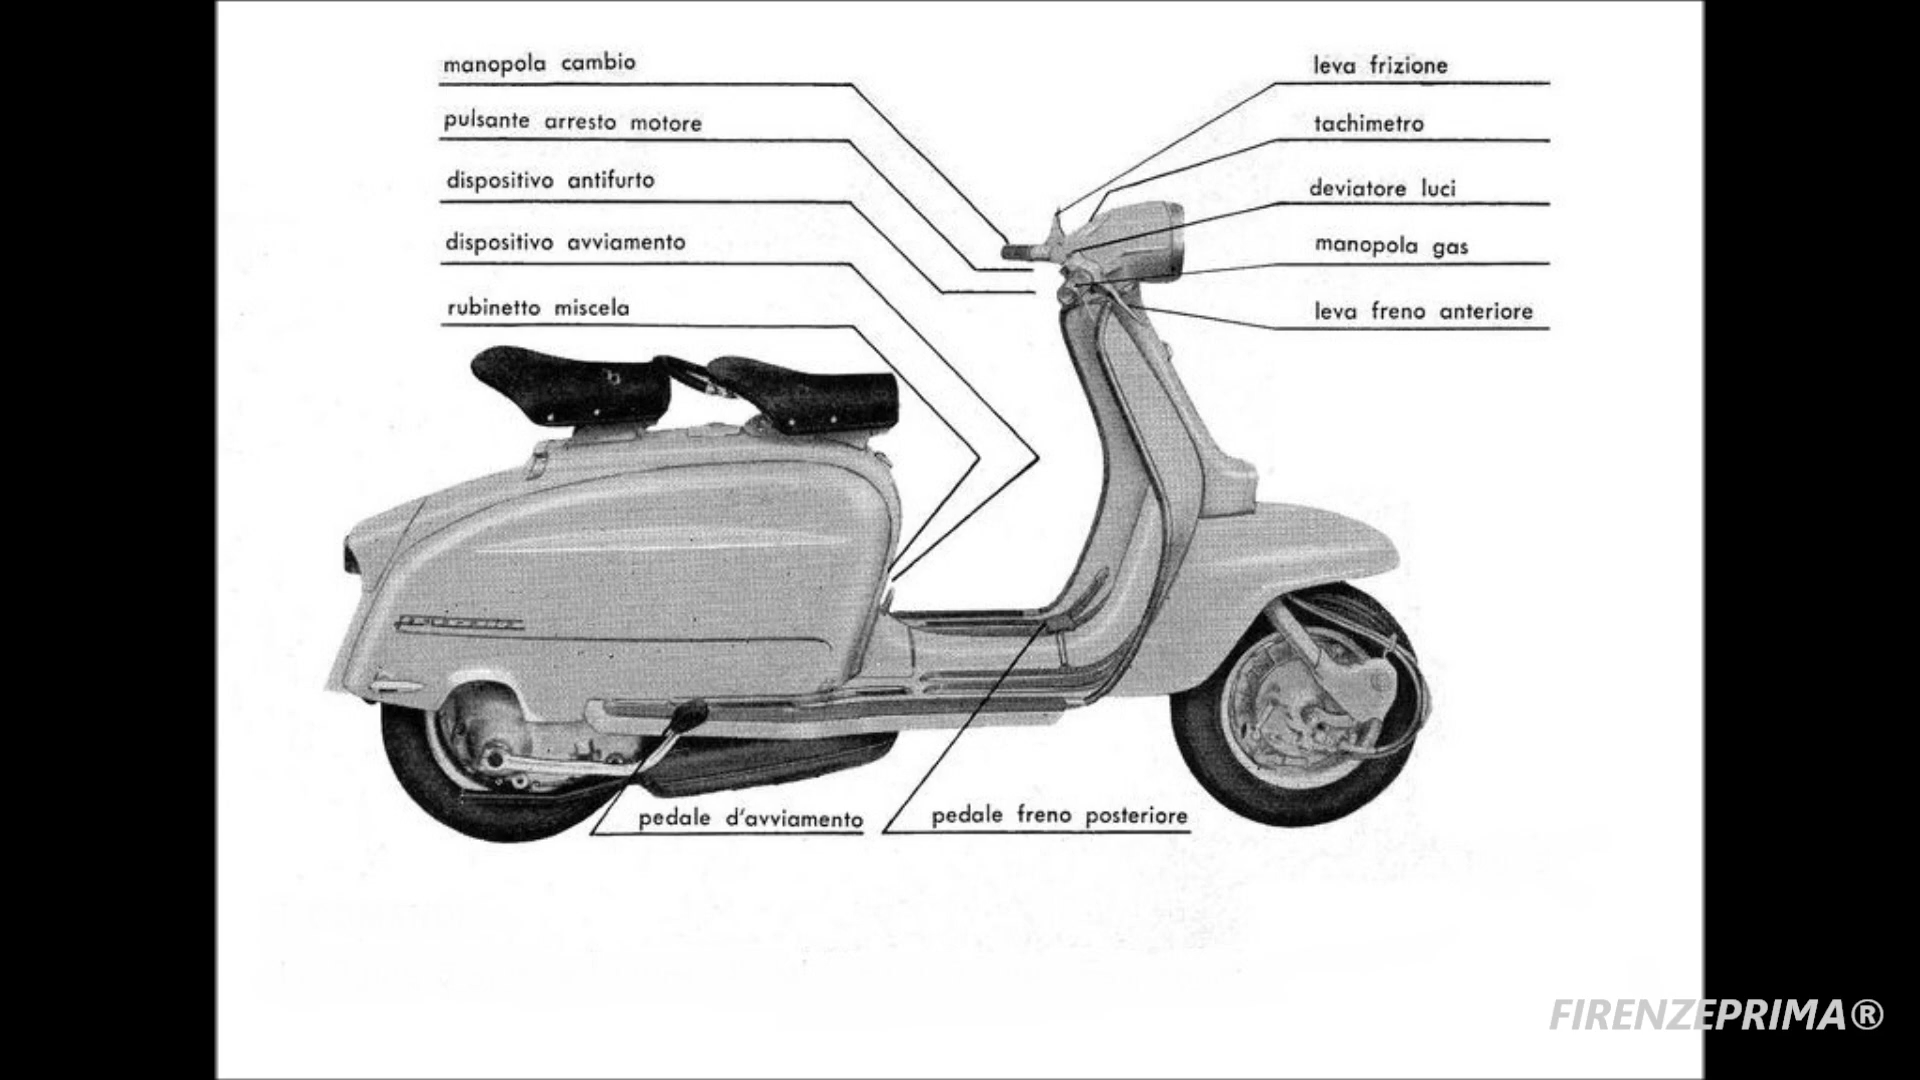 manopola cambio
pulsante arresto motore
dispositivo antifurto
dispositivo avviamento
rubinetto miscela
leva frizione
tachimetro
deviatore luci
manopola gas
leva freno anteriore
pedale d'avviamento
pedale freno posteriore
FIRENZEPRIMA®